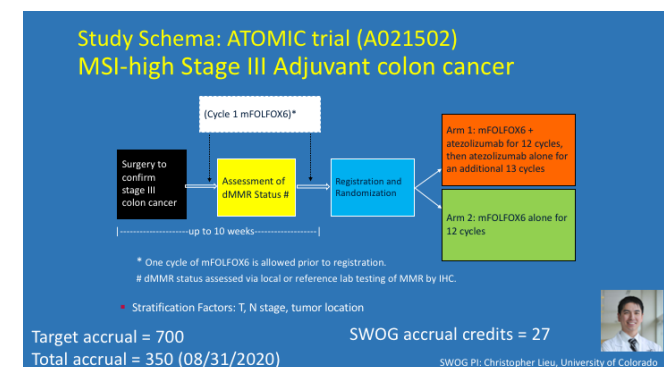 Study Schema: ATOMIC trial (A021502)
MSI-high Stage III Adjuvant colon cancer
(Cycle 1 mFOLFOX6)*
Surgery to
confirm
stage III
colon cancer
Assessment of
dMMR Status #
Registration and
Randomization
Arm 1: mFOLFOX6 +
atezolizumab for 12 cycles,
then atezolizumab alone for
an additional 13 cycles
Arm 2: mFOLFOX6 alone for
12 cycles
|--------------------up to 10 weeks------------------|
* One cycle of mFOLFOX6 is allowed prior to registration.
# dMMR status assessed via local or reference lab testing of MMR by IHC.
Stratification Factors: T, N stage, tumor location
Target accrual = 700
Total accrual = 350 (08/31/2020)
SWOG accrual credits = 27
SWOG PI: Christopher Lieu, University of Colorado